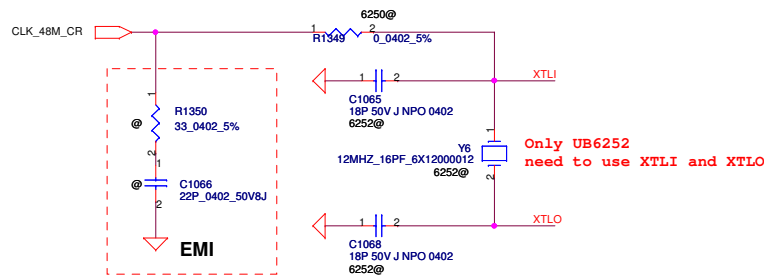 6250@
CLK_48M_CR
1
2
R1349
0_0402_5%
1
2
XTLI
C1065
18P 50V J NPO 0402
6252@
1
R1350
@
33_0402_5%
2
1
Y6
12MHZ_16PF_6X12000012
6252@
2
Only UB6252
need to use XTLI and XTLO
1
@
C1066
22P_0402_50V8J
2
EMI
1
2
XTLO
C1068
18P 50V J NPO 0402
6252@